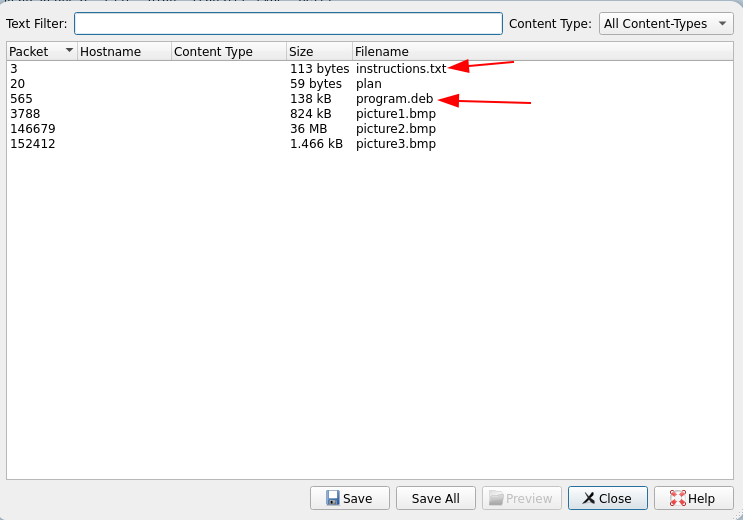 Text Filter: Content Type: All Content-Types
Packet Hostname Content Type Size Filename
3 113 bytes instructions.txt
20 59 bytes plan
565 138 kB program.deb
3788 824 kB picture1.bmp
146679 36 MB picture2.bmp
152412 1.466 kB picture3.bmp
Save Save All Preview Close Help